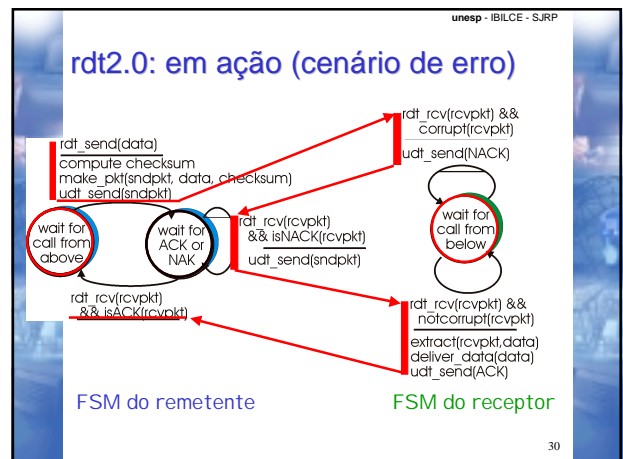 unesp - IBILCE - SJRP
rdt2.0: em ação (cenário de erro)
rdt_send(data)
compute checksum
make_pkt(sndpkt, data, checksum)
udt_send(sndpkt)
wait for
call from
above
wait for
ACK or
NAK
rdt_rcv(rcvpkt)
&& isNACK(rcvpkt)
udt_send(sndpkt)
rdt_rcv(rcvpkt)
&& isACK(rcvpkt)
rdt_rcv(rcvpkt) &&
corrupt(rcvpkt)
udt_send(NACK)
wait for
call from
below
rdt_rcv(rcvpkt) &&
notcorrupt(rcvpkt)
extract(rcvpkt,data)
deliver_data(data)
udt_send(ACK)
FSM do remetente
FSM do receptor
30